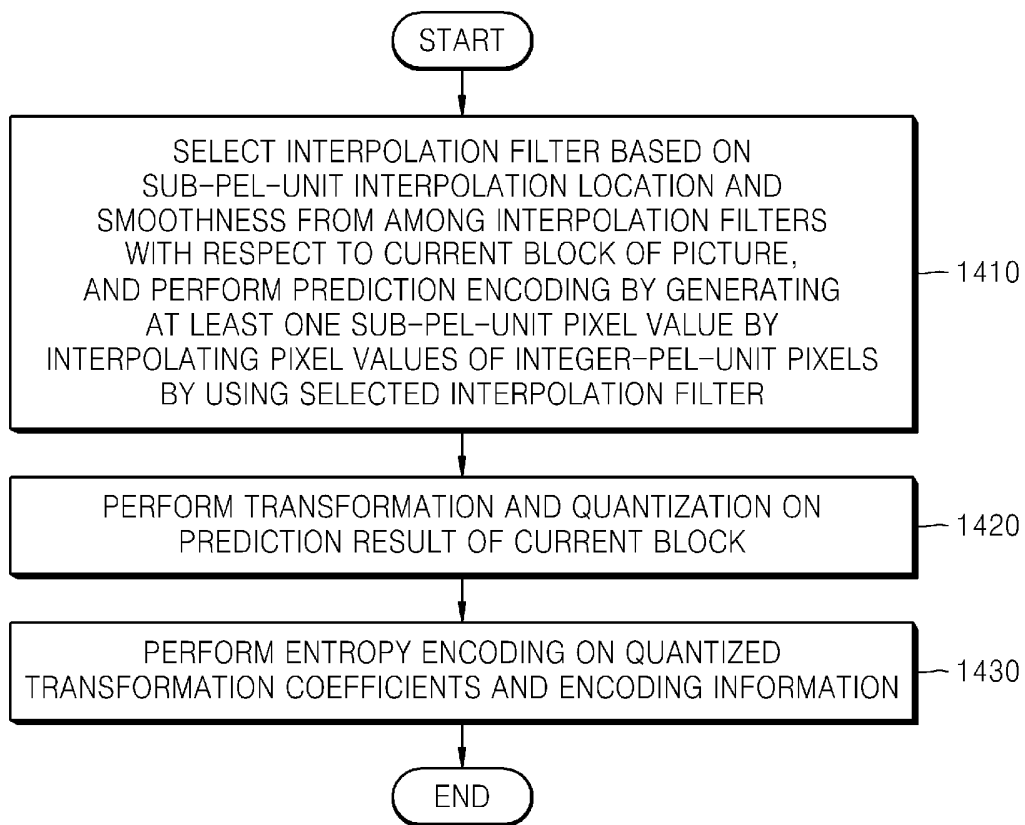 START
SELECT INTERPOLATION FILTER BASED ON
SUB-PEL-UNIT INTERPOLATION LOCATION AND
SMOOTHNESS FROM AMONG INTERPOLATION FILTERS
WITH RESPECT TO CURRENT BLOCK OF PICTURE,
AND PERFORM PREDICTION ENCODING BY GENERATING
AT LEAST ONE SUB-PEL-UNIT PIXEL VALUE BY
INTERPOLATING PIXEL VALUES OF INTEGER-PEL-UNIT PIXELS
BY USING SELECTED INTERPOLATION FILTER
1410
PERFORM TRANSFORMATION AND QUANTIZATION ON
PREDICTION RESULT OF CURRENT BLOCK
1420
PERFORM ENTROPY ENCODING ON QUANTIZED
TRANSFORMATION COEFFICIENTS AND ENCODING INFORMATION
1430
END